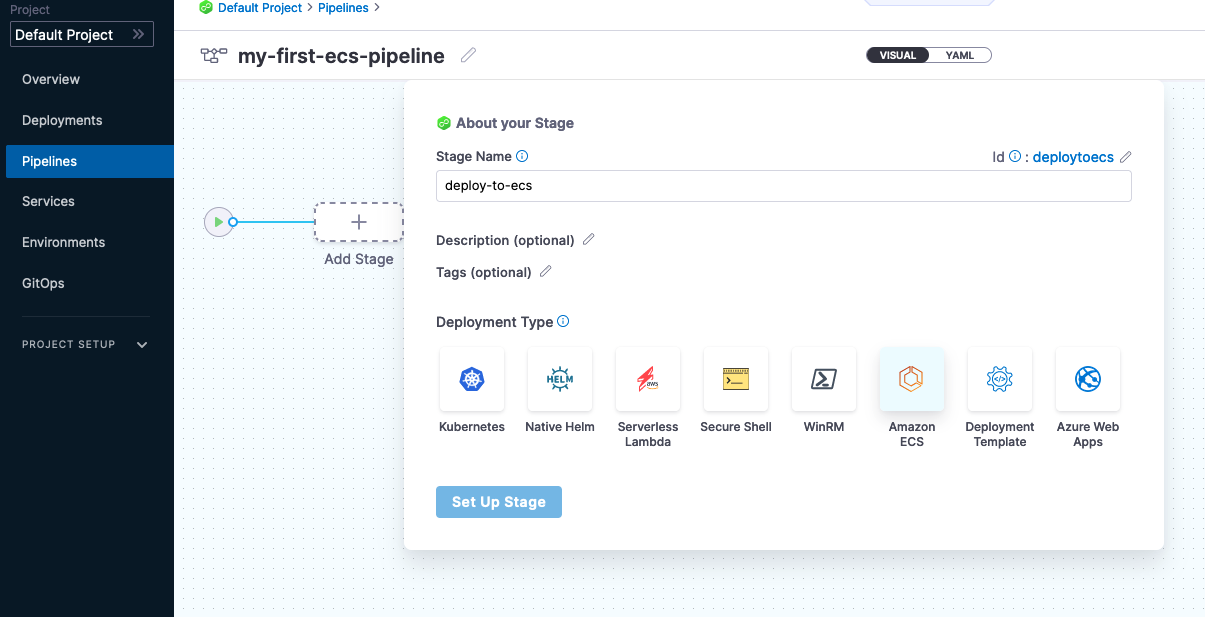 Project
Default Project
Overview
Deployments
Pipelines
Services
Environments
GitOps
PROJECT SETUP
Default Project > Pipelines >
my-first-ecs-pipeline
VISUAL YAML
Add Stage
About your Stage
Stage Name
Id : deploytoecs
deploy-to-ecs
Description (optional)
Tags (optional)
Deployment Type
HELM
aws
Kubernetes
Native Helm
Serverless
Lambda
Secure Shell
WinRM
Amazon
ECS
Deployment
Template
Azure Web
Apps
Set Up Stage